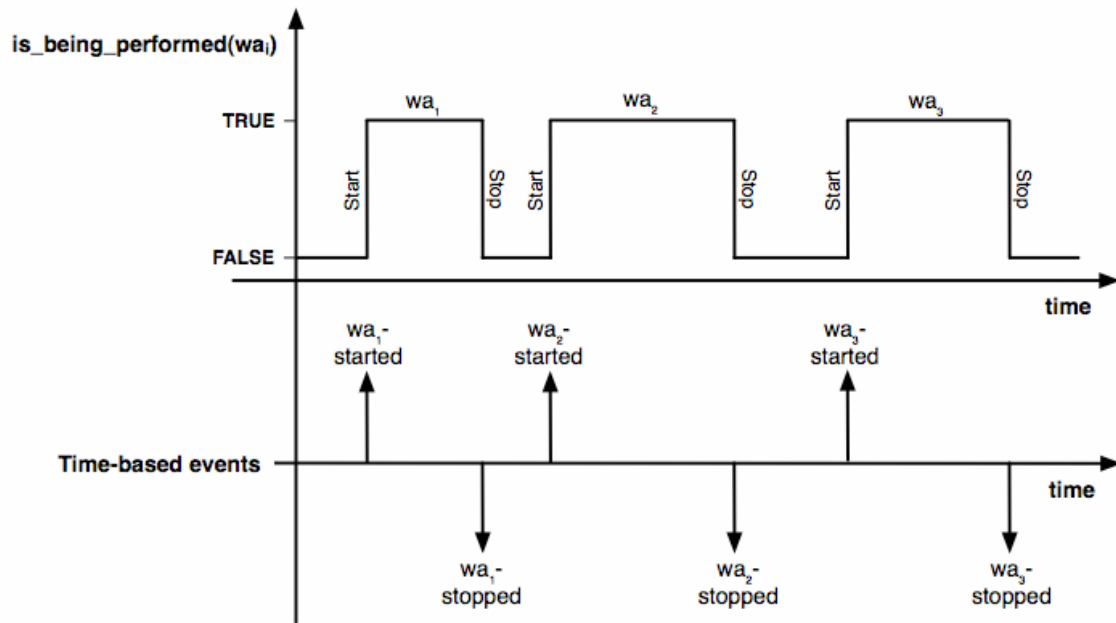 is_being_performed(waᵢ)
wa₁
wa₂
wa₃
TRUE
Start
Stop
Start
Stop
Start
Stop
FALSE
time
wa₁-
started
wa₂-
started
wa₃-
started
Time-based events
time
wa₁-
stopped
wa₂-
stopped
wa₃-
stopped